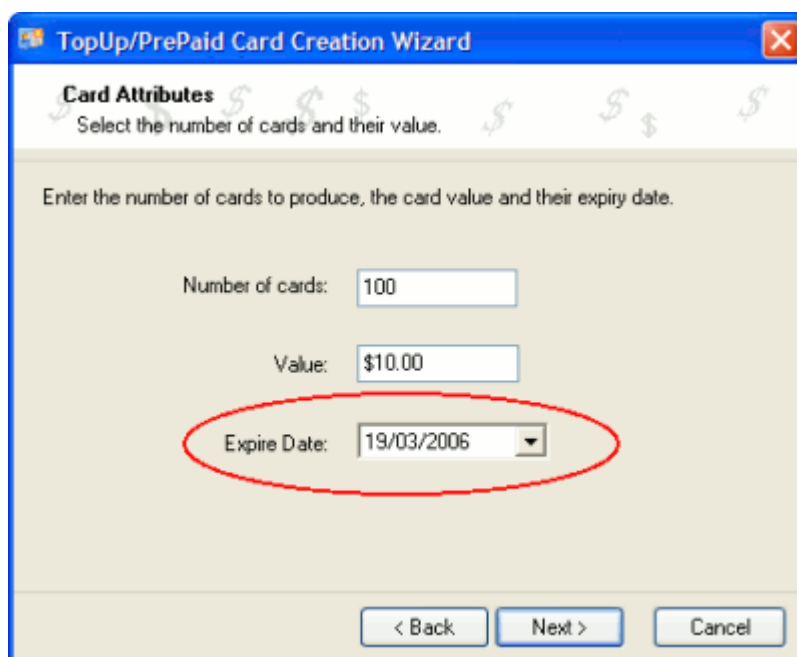 TopUp/PrePaid Card Creation Wizard
Card Attributes
Select the number of cards and their value.
Enter the number of cards to produce, the card value and their expiry date.
Number of cards: 100
Value: $10.00
Expire Date: 19/03/2006
< Back Next > Cancel